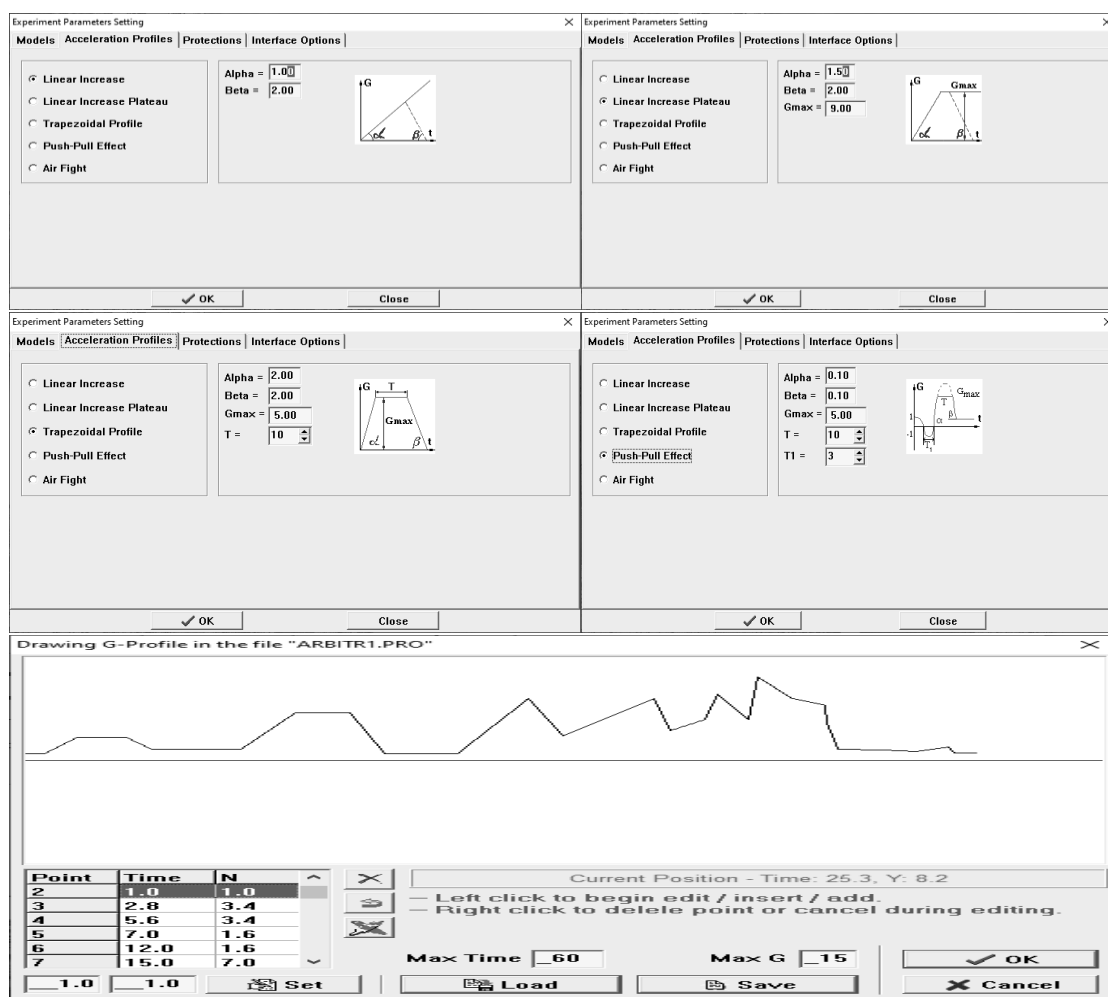 Experiment Parameters Setting
Models Acceleration Profiles Protections Interface Options
Linear Increase
Linear Increase Plateau
Trapezoidal Profile
Push-Pull Effect
Air Fight
Alpha = 1.00
Beta = 2.00
G
α β t
OK Close
Experiment Parameters Setting
Models Acceleration Profiles Protections Interface Options
Linear Increase
Linear Increase Plateau
Trapezoidal Profile
Push-Pull Effect
Air Fight
Alpha = 1.50
Beta = 2.00
Gmax = 9.00
G Gmax
α β t
OK Close
Experiment Parameters Setting
Models Acceleration Profiles Protections Interface Options
Linear Increase
Linear Increase Plateau
Trapezoidal Profile
Push-Pull Effect
Air Fight
Alpha = 2.00
Beta = 2.00
Gmax = 5.00
T = 10
G T
Gmax
α β t
OK Close
Experiment Parameters Setting
Models Acceleration Profiles Protections Interface Options
Linear Increase
Linear Increase Plateau
Trapezoidal Profile
Push-Pull Effect
Air Fight
Alpha = 0.10
Beta = 0.10
Gmax = 5.00
T = 10
T1 = 3
G Gmax
T
1 α β t
-1
T1
OK Close
Drawing G-Profile in the file "ARBITR1.PRO"
Point Time N
2 1.0 1.0
3 2.8 3.4
4 5.6 3.4
5 7.0 1.6
6 12.0 1.6
7 15.0 7.0
__1.0 __1.0 Set
Current Position - Time: 25.3, Y: 8.2
— Left click to begin edit / insert / add.
— Right click to delele point or cancel during editing.
Max Time _60 Max G _15
Load Save
OK
Cancel